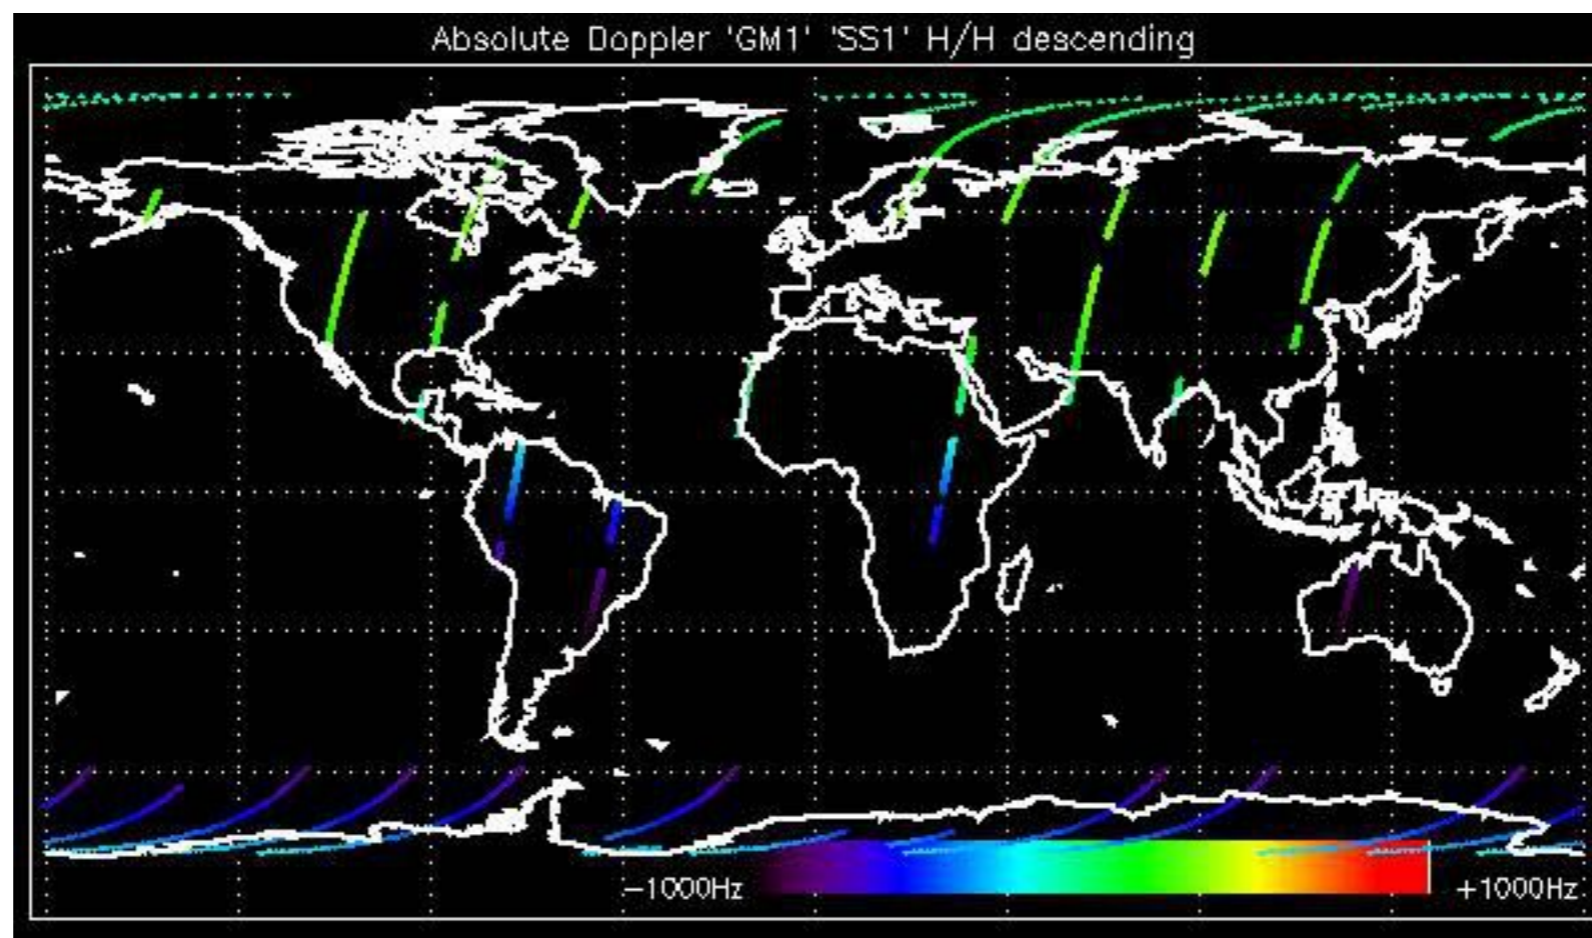 Absolute Doppler 'GM1' 'SS1' H/H descending
-1000Hz
+1000Hz